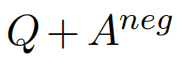 Q + A^{neg}